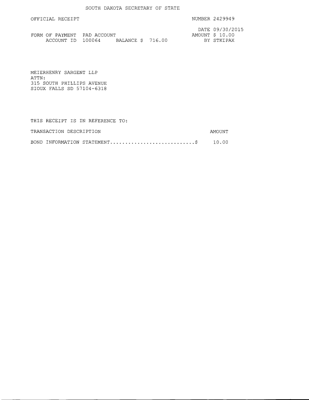 SOUTH DAKOTA SECRETARY OF STATE
OFFICIAL RECEIPT NUMBER 2429949
DATE 09/30/2015
FORM OF PAYMENT PAD ACCOUNT AMOUNT $ 10.00
ACCOUNT ID 100064 BALANCE $ 716.00 BY STKIPAX
MEIERHENRY SARGENT LLP
ATTN:
315 SOUTH PHILLIPS AVENUE
SIOUX FALLS SD 57104-6318
THIS RECEIPT IS IN REFERENCE TO:
TRANSACTION DESCRIPTION AMOUNT
BOND INFORMATION STATEMENT............................$ 10.00